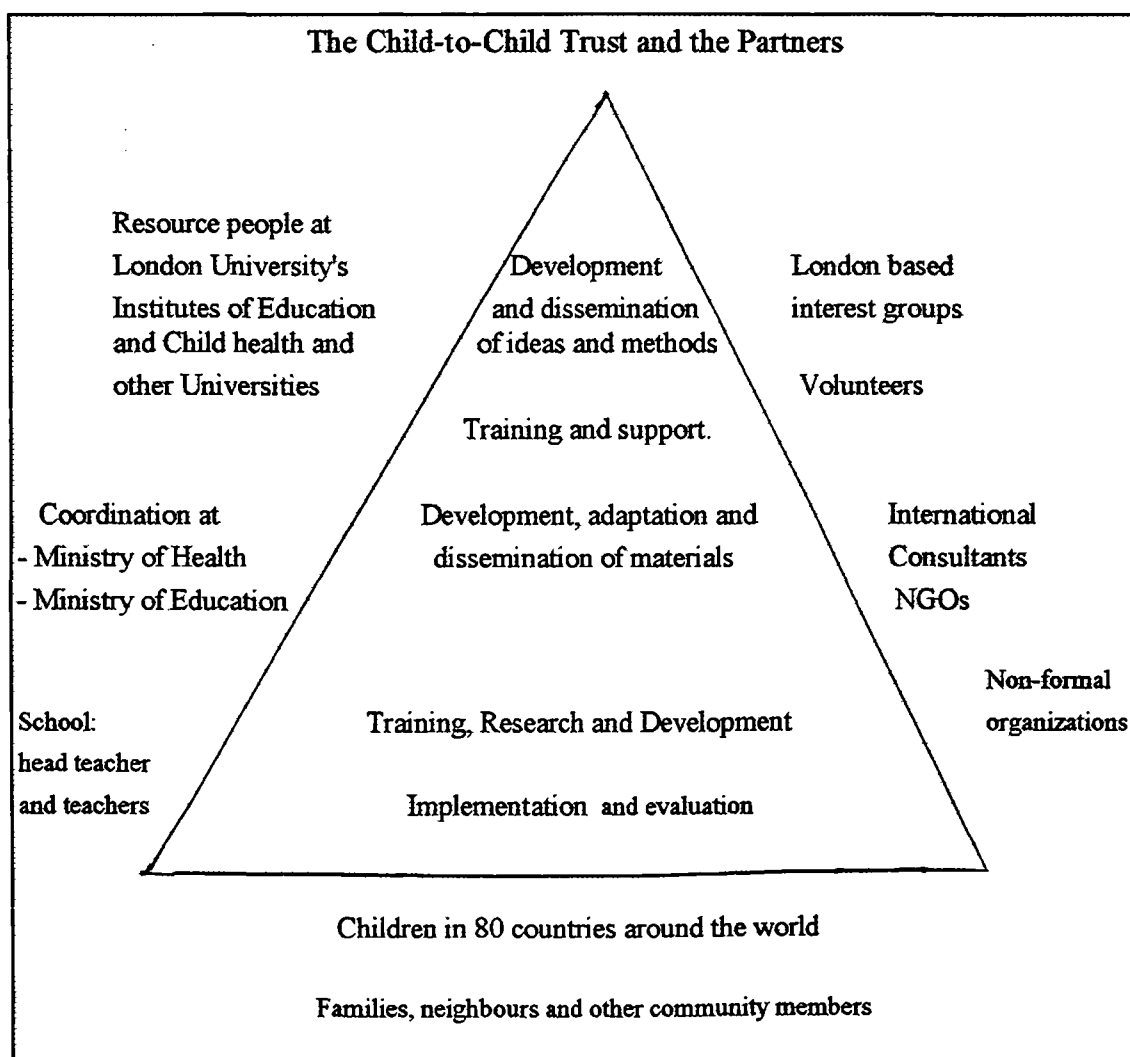 The Child-to-Child Trust and the Partners
Resource people at
London University's
Institutes of Education
and Child health and
other Universities
Development
and dissemination
of ideas and methods
Training and support.
London based
interest groups
Volunteers
Coordination at
- Ministry of Health
- Ministry of Education
Development, adaptation and
dissemination of materials
International
Consultants
NGOs
Non-formal
organizations
School:
head teacher
and teachers
Training, Research and Development
Implementation and evaluation
Children in 80 countries around the world
Families, neighbours and other community members